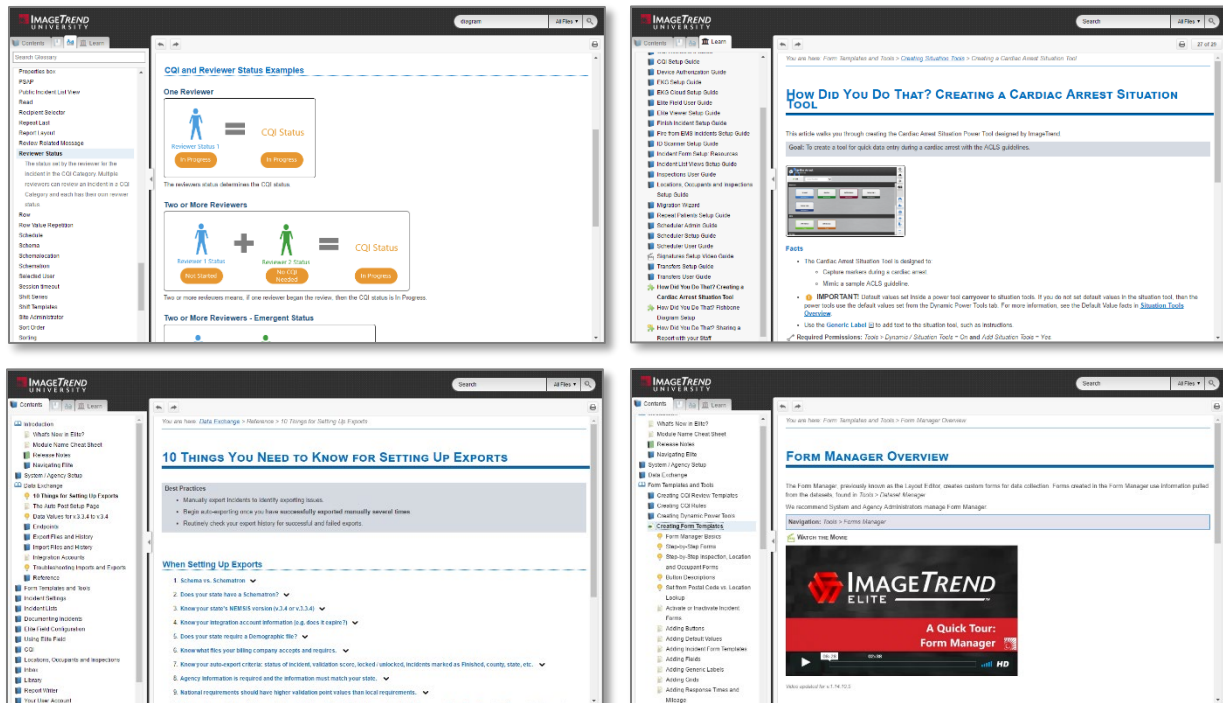 IMAGETREND
UNIVERSITY
diagram
All Files
Contents
Learn
Search Glossary
Properties box
PSAP
Public Incident List View
Read
Recipient Selector
Repeat Last
Report Layout
Review Related Message
Reviewer Status
The status set by the reviewer for the
incident in the CQI Category. Multiple
reviewers can review an incident in a CQI
Category and each has their own reviewer
status
Row
Row Value Repetition
Schedule
Schema
Schemalocation
Schematron
Selected User
Session timeout
Shift Series
Shift Templates
Site Administrator
Sort Order
Sorting
CQI and Reviewer Status Examples
One Reviewer
Reviewer Status 1
In Progress
=
CQI Status
In Progress
The reviewers status determines the CQI status.
Two or More Reviewers
Reviewer 1 Status
Not Started
+
Reviewer 2 Status
No CQI
Needed
=
CQI Status
In Progress
Two or more reviewers means, if one reviewer began the review, then the CQI status is In Progress.
Two or More Reviewers - Emergent Status
IMAGETREND
UNIVERSITY
Search
All Files
Contents
Learn
27 of 29
CQI Setup Guide
Device Authorization Guide
EKG Setup Guide
EKG Cloud Setup Guide
Elite Field User Guide
Elite Viewer Setup Guide
Finish Incident Setup Guide
Fire from EMS Incidents Setup Guide
ID Scanner Setup Guide
Incident Form Setup: Resources
Incident List Views Setup Guide
Inspections User Guide
Locations, Occupants and Inspections
Setup Guide
Migration Wizard
Repeat Patients Setup Guide
Scheduler Admin Guide
Scheduler Setup Guide
Scheduler User Guide
Signatures Setup Video Guide
Transfers Setup Guide
Transfers User Guide
How Did You Do That? Creating a
Cardiac Arrest Situation Tool
How Did You Do That? Fishbone
Diagram Setup
How Did You Do That? Sharing a
Report with your Staff
You are here: Form Templates and Tools > Creating Situation Tools > Creating a Cardiac Arrest Situation Tool
HOW DID YOU DO THAT? CREATING A CARDIAC ARREST SITUATION
TOOL
This article walks you through creating the Cardiac Arrest Situation Power Tool designed by ImageTrend.
Goal: To create a tool for quick data entry during a cardiac arrest with the ACLS guidelines.
Facts
• The Cardiac Arrest Situation Tool is designed to:
Capture markers during a cardiac arrest
Mimic a sample ACLS guideline.
• IMPORTANT! Default values set inside a power tool carryover to situation tools. If you do not set default values in the situation tool, then the
power tools use the default values set from the Dynamic Power Tools tab. For more information, see the Default Value facts in Situation Tools
Overview.
• Use the Generic Label to add text to the situation tool, such as instructions.
Required Permissions: Tools > Dynamic / Situation Tools = On and Add Situation Tools = Yes
IMAGETREND
UNIVERSITY
Search
All Files
Contents
Learn
Introduction
What's New in Elite?
Module Name Cheat Sheet
Release Notes
Navigating Elite
System / Agency Setup
Data Exchange
10 Things for Setting Up Exports
The Auto Post Setup Page
Data Values for v.3.3.4 to v.3.4
Endpoints
Export Files and History
Import Files and History
Integration Accounts
Troubleshooting Imports and Exports
Reference
Form Templates and Tools
Incident Settings
Incident Lists
Documenting Incidents
Elite Field Configuration
Using Elite Field
CQI
Locations, Occupants and Inspections
Inbox
Library
Report Writer
Your User Account
You are here: Data Exchange > Reference > 10 Things for Setting Up Exports
10 THINGS YOU NEED TO KNOW FOR SETTING UP EXPORTS
Best Practices
• Manually export incidents to identify exporting issues.
• Begin auto-exporting once you have successfully exported manually several times.
• Routinely check your export history for successful and failed exports.
When Setting Up Exports
1. Schema vs. Schematron
2. Does your state have a Schematron?
3. Know your state's NEMSIS version (v.3.4 or v.3.3.4)
4. Know your integration account information (e.g. does it expire?)
5. Does your state require a Demographic file?
6. Know what files your billing company accepts and requires.
7. Know your auto-export criteria: status of incident, validation score, locked / unlocked, incidents marked as Finished, county, state, etc.
8. Agency information is required and the information must match your state.
9. National requirements should have higher validation point values than local requirements.
IMAGETREND
UNIVERSITY
Search
All Files
Contents
Learn
What's New in Elite?
Module Name Cheat Sheet
Release Notes
Navigating Elite
System / Agency Setup
Data Exchange
Form Templates and Tools
Creating CQI Review Templates
Creating CQI Rules
Creating Dynamic Power Tools
Creating Form Templates
Form Manager Basics
Step-by-Step Forms
Step-by-Step Inspection, Location
and Occupant Forms
Button Descriptions
Set from Postal Code vs. Location
Lookup
Activate or Inactivate Incident
Forms
Adding Buttons
Adding Default Values
Adding Incident Form Templates
Adding Fields
Adding Generic Labels
Adding Grids
Adding Response Times and
Mileage
You are here: Form Templates and Tools > Form Manager Overview
FORM MANAGER OVERVIEW
The Form Manager, previously known as the Layout Editor, creates custom forms for data collection. Forms created in the Form Manager use information pulled
from the datasets, found in Tools > Dataset Manager.
We recommend System and Agency Administrators manage Form Manager.
Navigation: Tools > Forms Manager
WATCH THE MOVIE
IMAGETREND
ELITE
A Quick Tour:
Form Manager
HD
Video updated for v.1.14.10.3